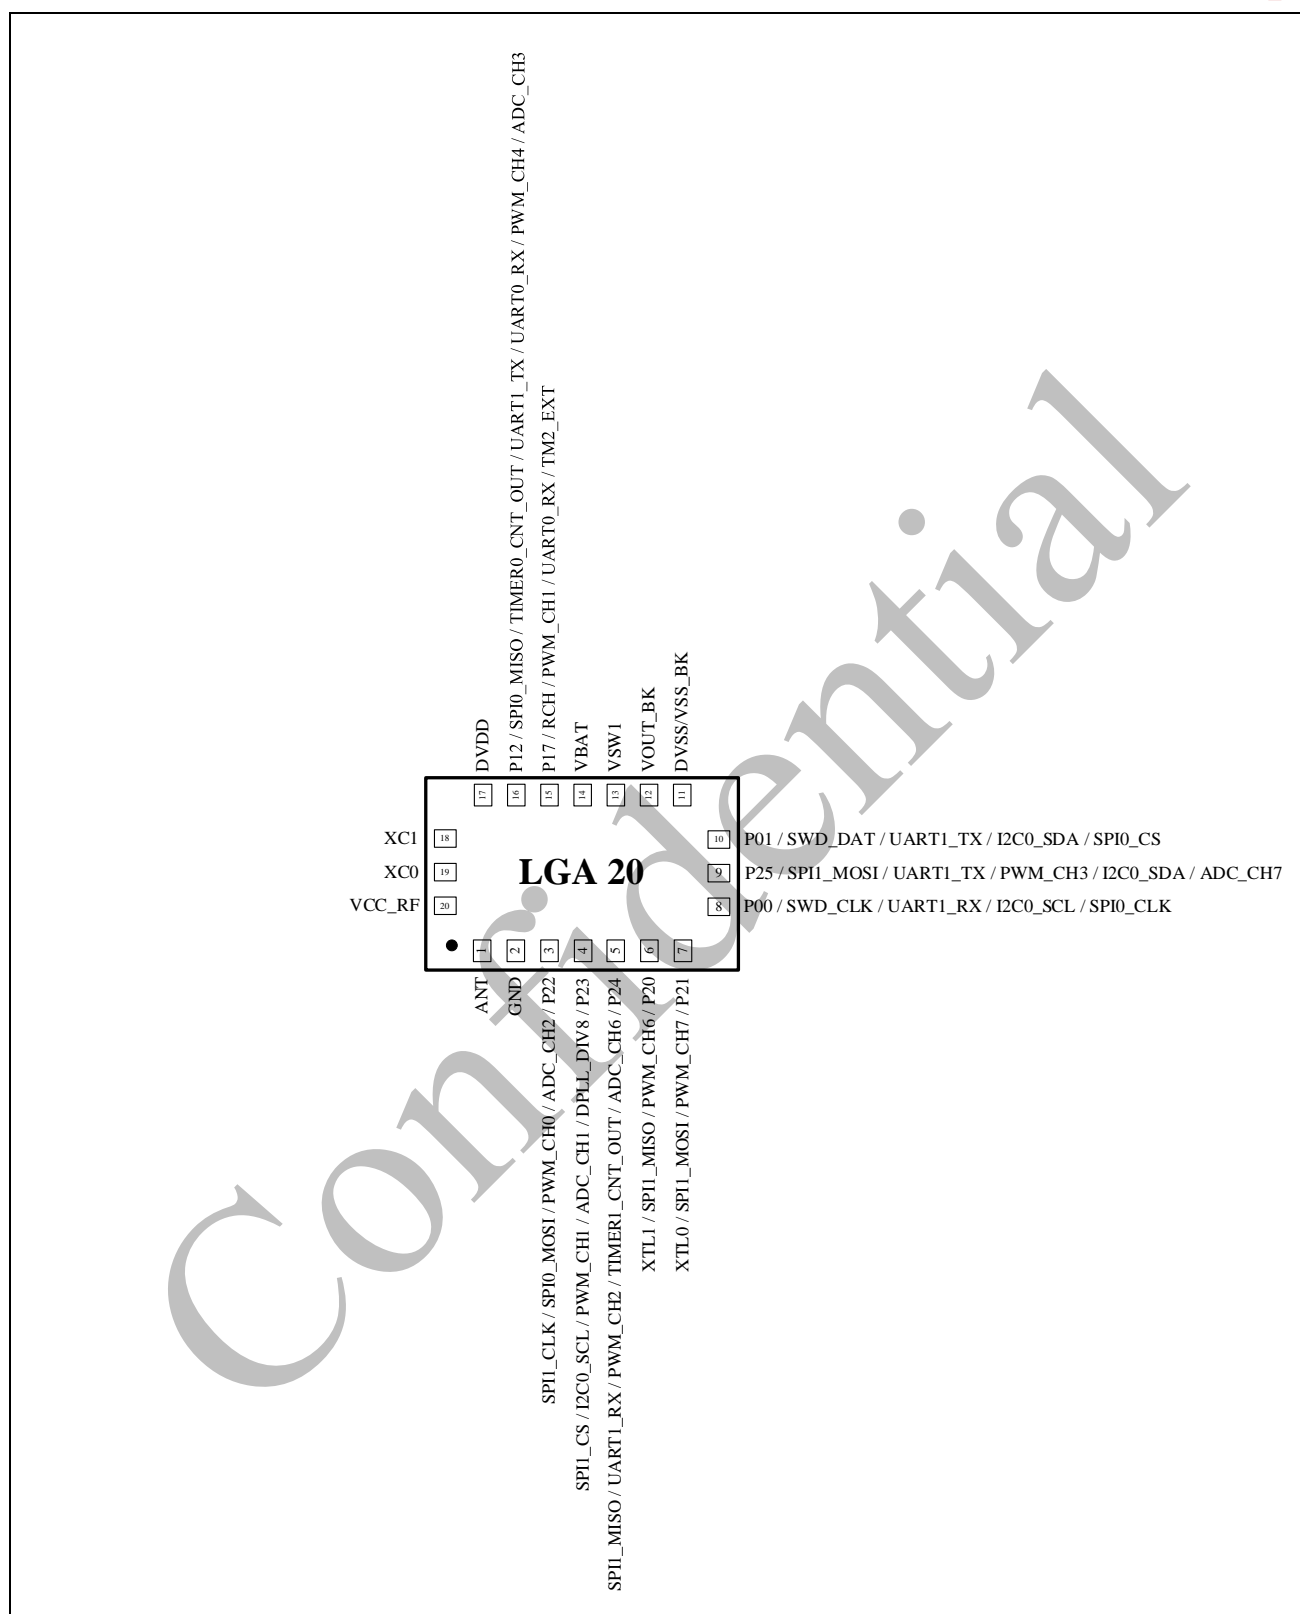 P12 / SPI0_MISO / TIMER0_CNT_OUT / UART1_TX / UART0_RX / PWM_CH4 / ADC_CH3
P17 / RCH / PWM_CH1 / UART0_RX / TM2_EXT
DVDD
VBAT
VSW1
VOUT_BK
DVSS/VSS_BK
17
16
15
14
13
12
11
XC1
18
10
P01 / SWD_DAT / UART1_TX / I2C0_SDA / SPI0_CS
XC0
19
LGA 20
9
P25 / SPI1_MOSI / UART1_TX / PWM_CH3 / I2C0_SDA / ADC_CH7
VCC_RF
20
8
P00 / SWD_CLK / UART1_RX / I2C0_SCL / SPI0_CLK
1
2
3
4
5
6
7
ANT
GND
SPI1_CLK / SPI0_MOSI / PWM_CH0 / ADC_CH2 / P22
SPI1_CS / I2C0_SCL / PWM_CH1 / ADC_CH1 / DPLL_DIV8 / P23
SPI1_MISO / UART1_RX / PWM_CH2 / TIMER1_CNT_OUT / ADC_CH6 / P24
XTL1 / SPI1_MISO / PWM_CH6 / P20
XTL0 / SPI1_MOSI / PWM_CH7 / P21
Confidential